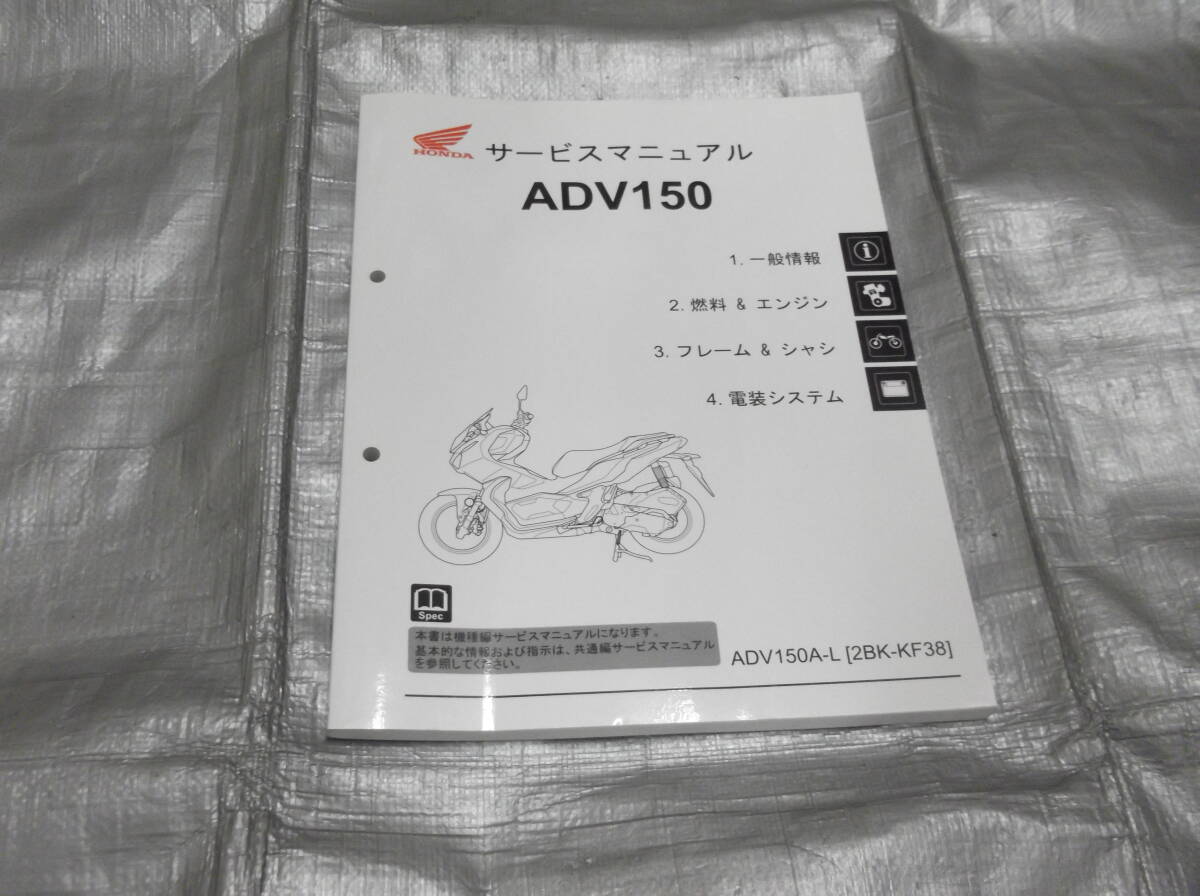 HONDA サービスマニュアル
ADV150
1. 一般情報
2. 燃料 & エンジン
3. フレーム & シャシ
4. 電装システム
Spec
本書は機種編サービスマニュアルになります。
基本的な情報および指示は、共通編サービスマニュアル
を参照してください。
ADV150A-L [2BK-KF38]